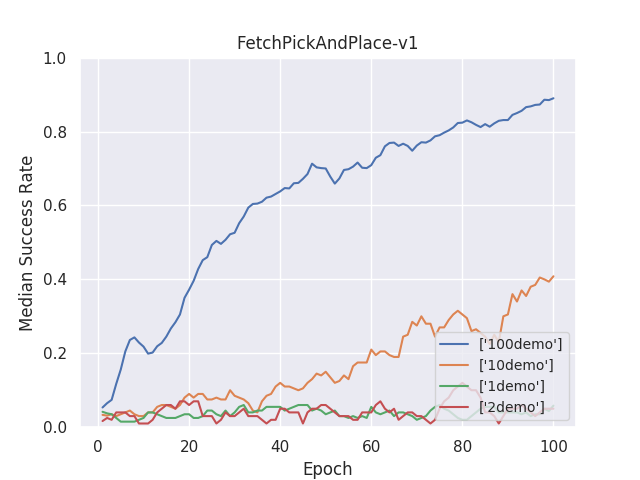 FetchPickAndPlace-v1
1.0
0.8
0.6
0.4
0.2
0.0
Median Success Rate
0 20 40 60 80 100
Epoch
['100demo']
['10demo']
['1demo']
['2demo']